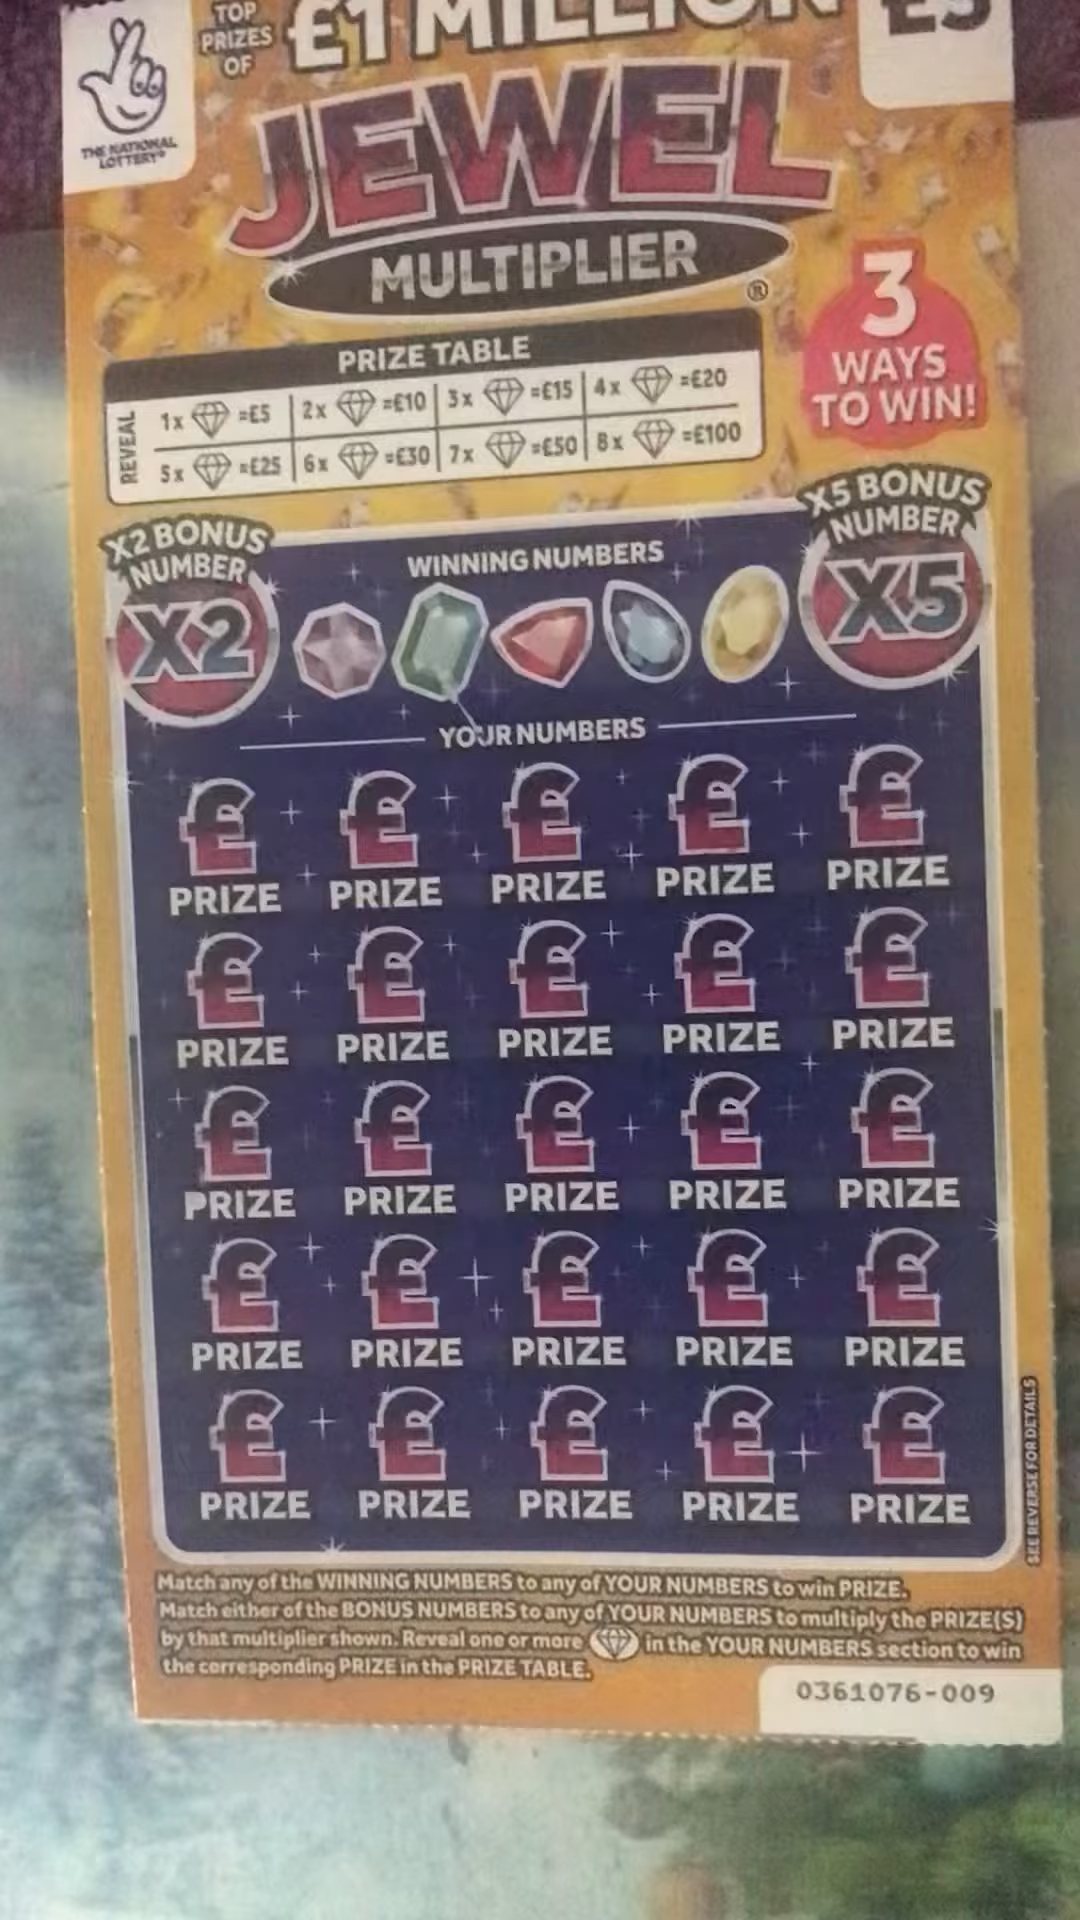 TOP
PRIZES
OF
£1 MILLION
£5
THE NATIONAL
LOTTERY®
JEWEL
MULTIPLIER
®
3
WAYS
TO WIN!
PRIZE TABLE
REVEAL
1x =£5 2x =£10 3x =£15 4x =£20
5x =£25 6x =£30 7x =£50 8x =£100
X2 BONUS
NUMBER
X2
WINNING NUMBERS
X5 BONUS
NUMBER
X5
YOUR NUMBERS
£ £ £ £ £
PRIZE PRIZE PRIZE PRIZE PRIZE
£ £ £ £ £
PRIZE PRIZE PRIZE PRIZE PRIZE
£ £ £ £ £
PRIZE PRIZE PRIZE PRIZE PRIZE
£ £ £ £ £
PRIZE PRIZE PRIZE PRIZE PRIZE
£ £ £ £ £
PRIZE PRIZE PRIZE PRIZE PRIZE
SEE REVERSE FOR DETAILS
Match any of the WINNING NUMBERS to any of YOUR NUMBERS to win PRIZE.
Match either of the BONUS NUMBERS to any of YOUR NUMBERS to multiply the PRIZE(S)
by that multiplier shown. Reveal one or more in the YOUR NUMBERS section to win
the corresponding PRIZE in the PRIZE TABLE.
0361076-009